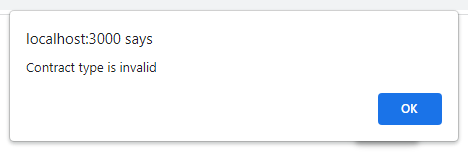 localhost:3000 says
Contract type is invalid
OK